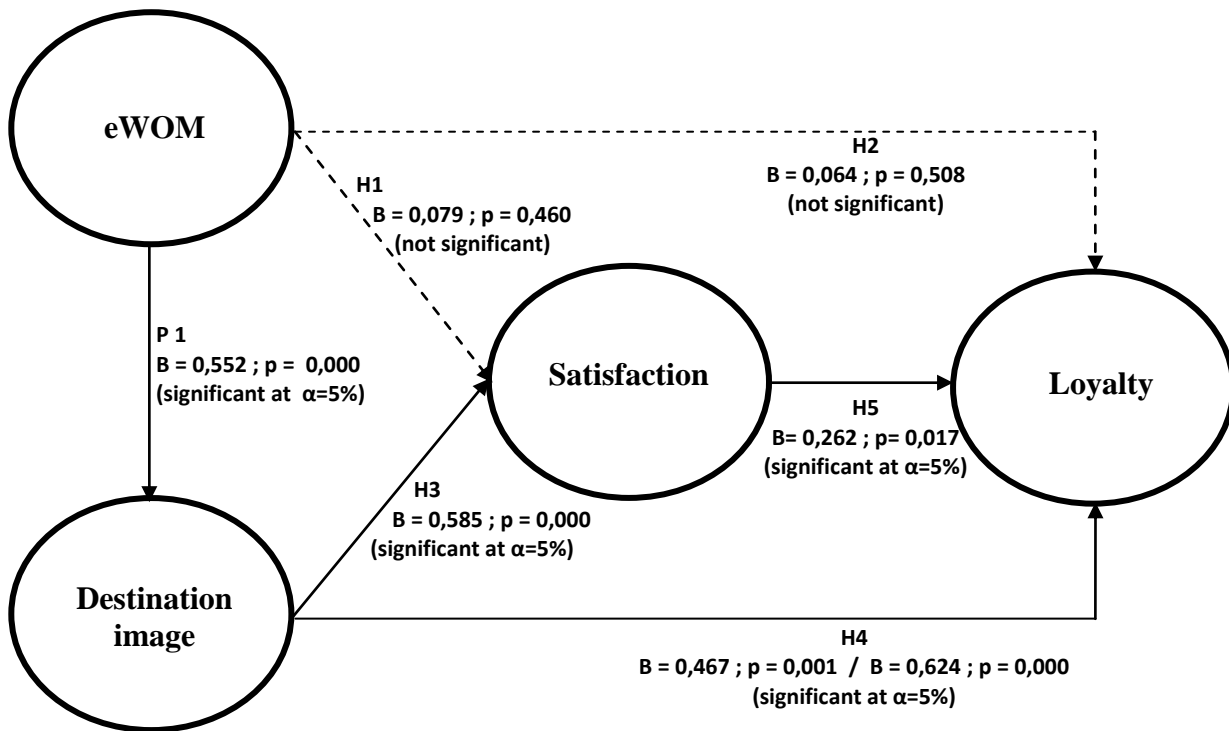 eWOM
H2
B = 0,064 ; p = 0,508
(not significant)
H1
B = 0,079 ; p = 0,460
(not significant)
P 1
B = 0,552 ; p = 0,000
(significant at α=5%)
Satisfaction
Loyalty
H5
B= 0,262 ; p= 0,017
(significant at α=5%)
H3
B = 0,585 ; p = 0,000
(significant at α=5%)
Destination
image
H4
B = 0,467 ; p = 0,001 / B = 0,624 ; p = 0,000
(significant at α=5%)